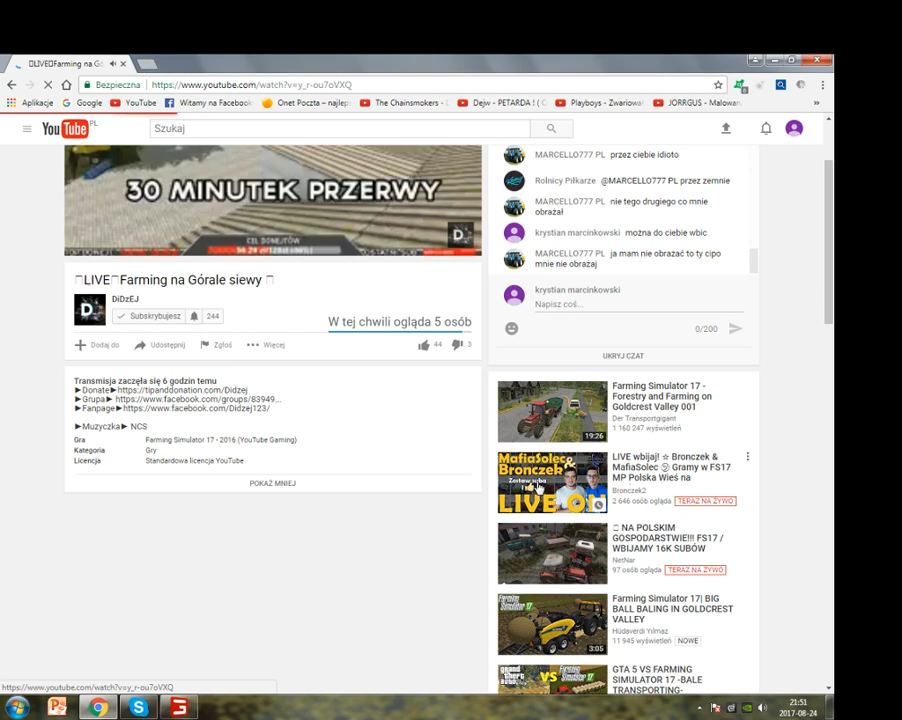 LIVE Farming na Gó
Bezpieczna
https://www.youtube.com/watch?v=y_r-ou7oVXQ
Aplikacje
Google
YouTube
Witamy na Facebook
Onet Poczta – najlep
The Chainsmokers -
Dejw - PETARDA ! (
Playboys - Zwariowa
JORRGUS - Malowan
»
YouTube PL
Szukaj
30 MINUTEK PRZERWY
CEL DONEJTÓW
D
LIVE Farming na Górale siewy
D
DiDzEJ
Subskrybujesz
244
W tej chwili ogląda 5 osób
Dodaj do
Udostępnij
Zgłoś
Więcej
44
3
Transmisja zaczęła się 6 godzin temu
►Donate►https://tipanddonation.com/Didzej
►Grupa►https://www.facebook.com/groups/83949...
►Fanpage►https://www.facebook.com/Didzej123/
►Muzyczka► NCS
Gra Farming Simulator 17 - 2016 (YouTube Gaming)
Kategoria Gry
Licencja Standardowa licencja YouTube
POKAŻ MNIEJ
MARCELLO777 PL przez ciebie idioto
Rolnicy Piłkarze @MARCELLO777 PL przez zemnie
MARCELLO777 PL nie tego drugiego co mnie
obrażał
krystian marcinkowski można do ciebie wbic
MARCELLO777 PL ja mam nie obrażać to ty cipo
mnie nie obrażaj
krystian marcinkowski
Napisz coś...
0/200
UKRYJ CZAT
Farming Simulator 17 -
Forestry and Farming on
Goldcrest Valley 001
Der Transportgigant
1 160 247 wyświetleń
19:26
MafiaSolec
Bronczek
LIVE ON
LIVE wbijaj! ☆ Bronczek &
MafiaSolec Gramy w FS17
MP Polska Wieś na
Bronczek2
2 646 osób ogląda
TERAZ NA ŻYWO
NA POLSKIM
GOSPODARSTWIE!!! FS17 /
WBIJAMY 16K SUBÓW
NetNar
97 osób ogląda
TERAZ NA ŻYWO
Farming Simulator 17| BIG
BALL BALING IN GOLDCREST
VALLEY
Hüdaverdi Yılmaz
11 945 wyświetleń
NOWE
3:05
GTA 5 VS FARMING
SIMULATOR 17 -BALE
TRANSPORTING-
VS
https://www.youtube.com/watch?v=y_r-ou7oVXQ
21:51
2017-08-24